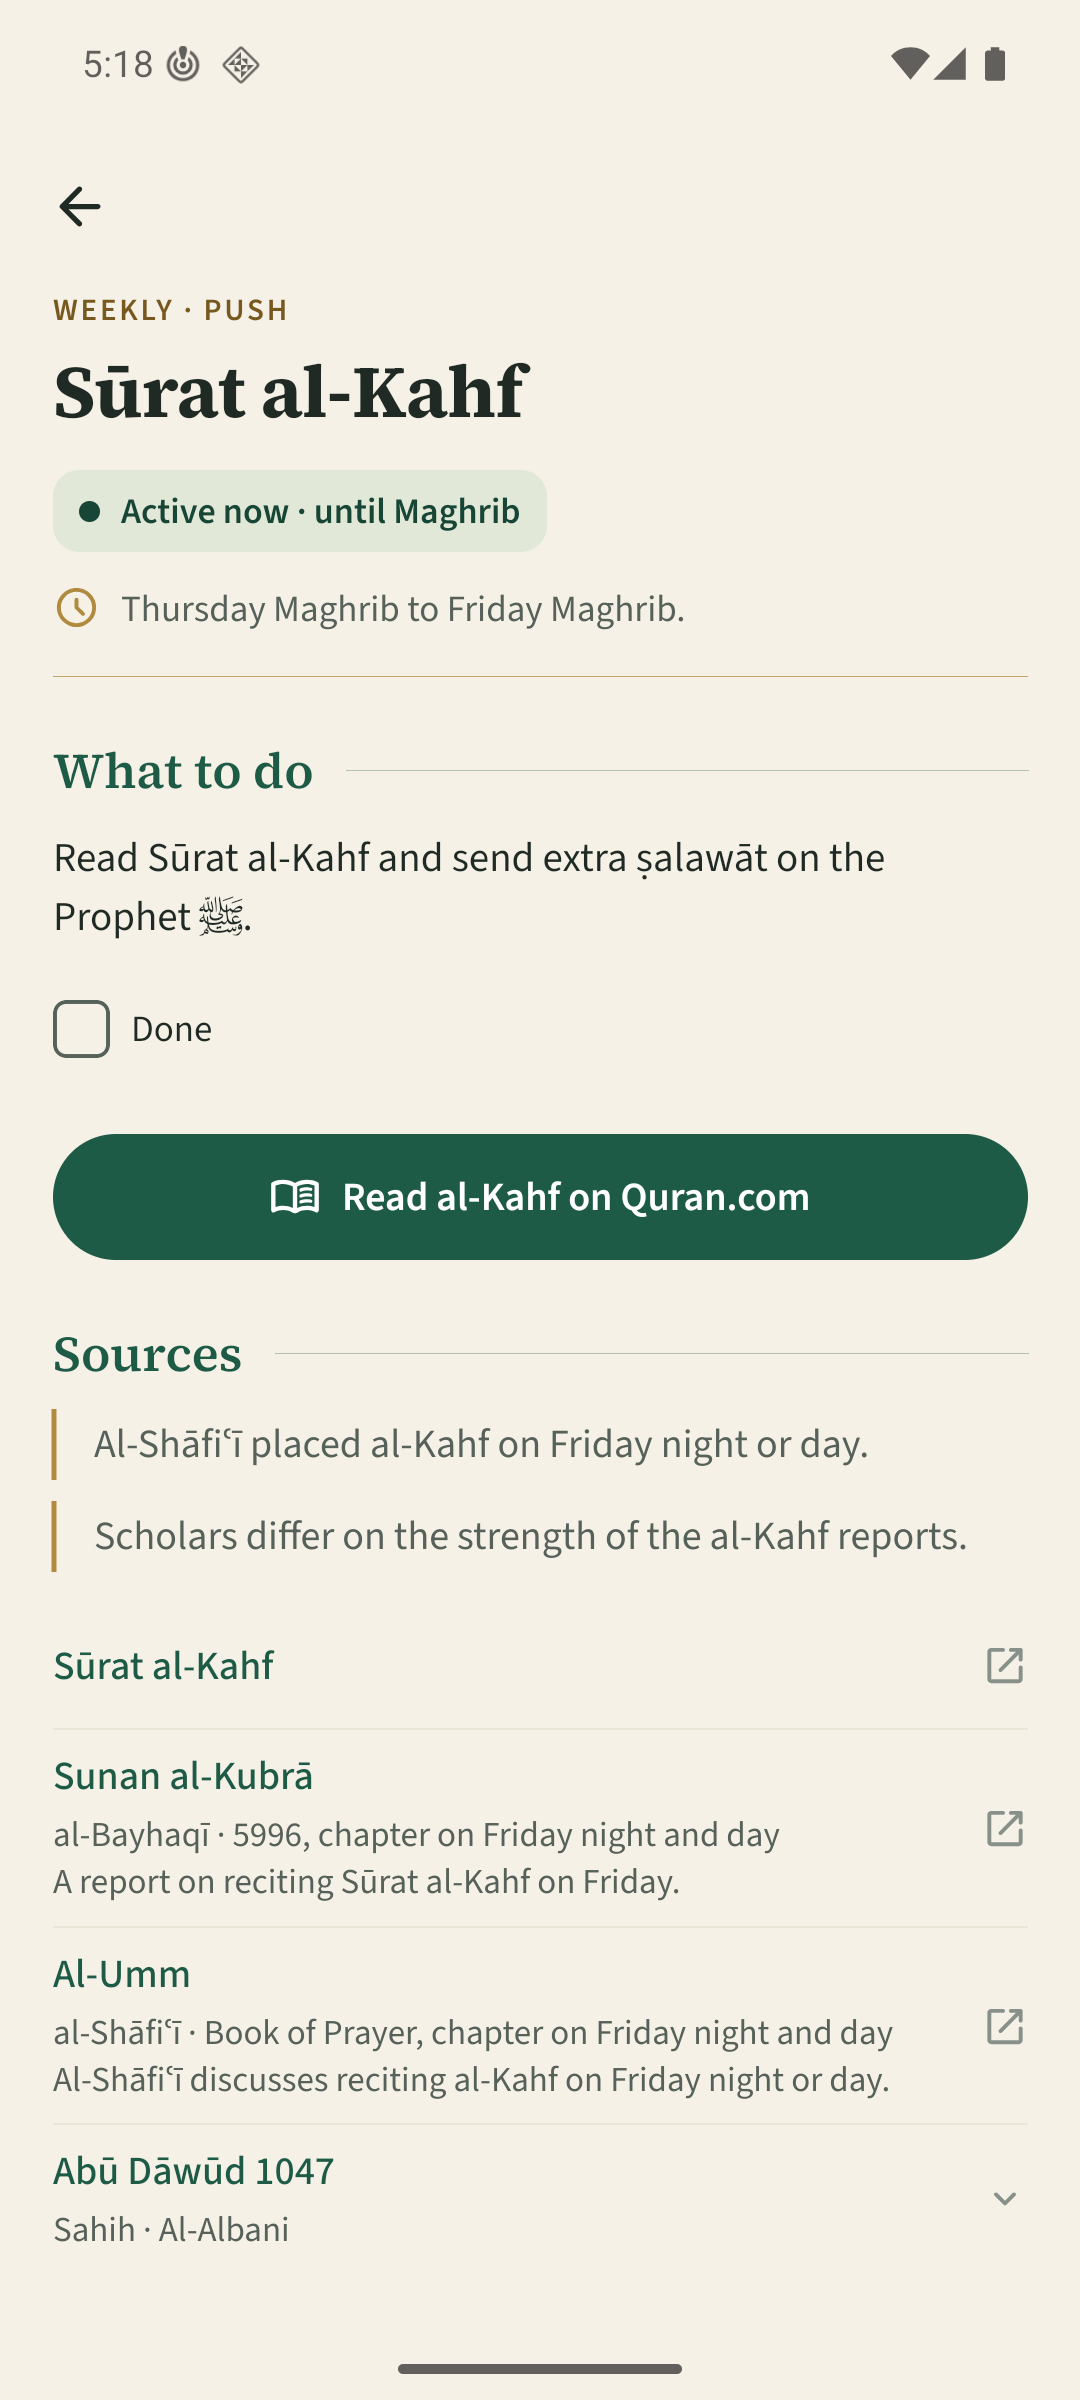 5:18
WEEKLY · PUSH
Sūrat al-Kahf
Active now · until Maghrib
Thursday Maghrib to Friday Maghrib.
What to do
Read Sūrat al-Kahf and send extra ṣalawāt on the
Prophet ﷺ.
Done
Read al-Kahf on Quran.com
Sources
Al-Shāfiʿī placed al-Kahf on Friday night or day.
Scholars differ on the strength of the al-Kahf reports.
Sūrat al-Kahf
Sunan al-Kubrā
al-Bayhaqī · 5996, chapter on Friday night and day
A report on reciting Sūrat al-Kahf on Friday.
Al-Umm
al-Shāfiʿī · Book of Prayer, chapter on Friday night and day
Al-Shāfiʿī discusses reciting al-Kahf on Friday night or day.
Abū Dāwūd 1047
Sahih · Al-Albani